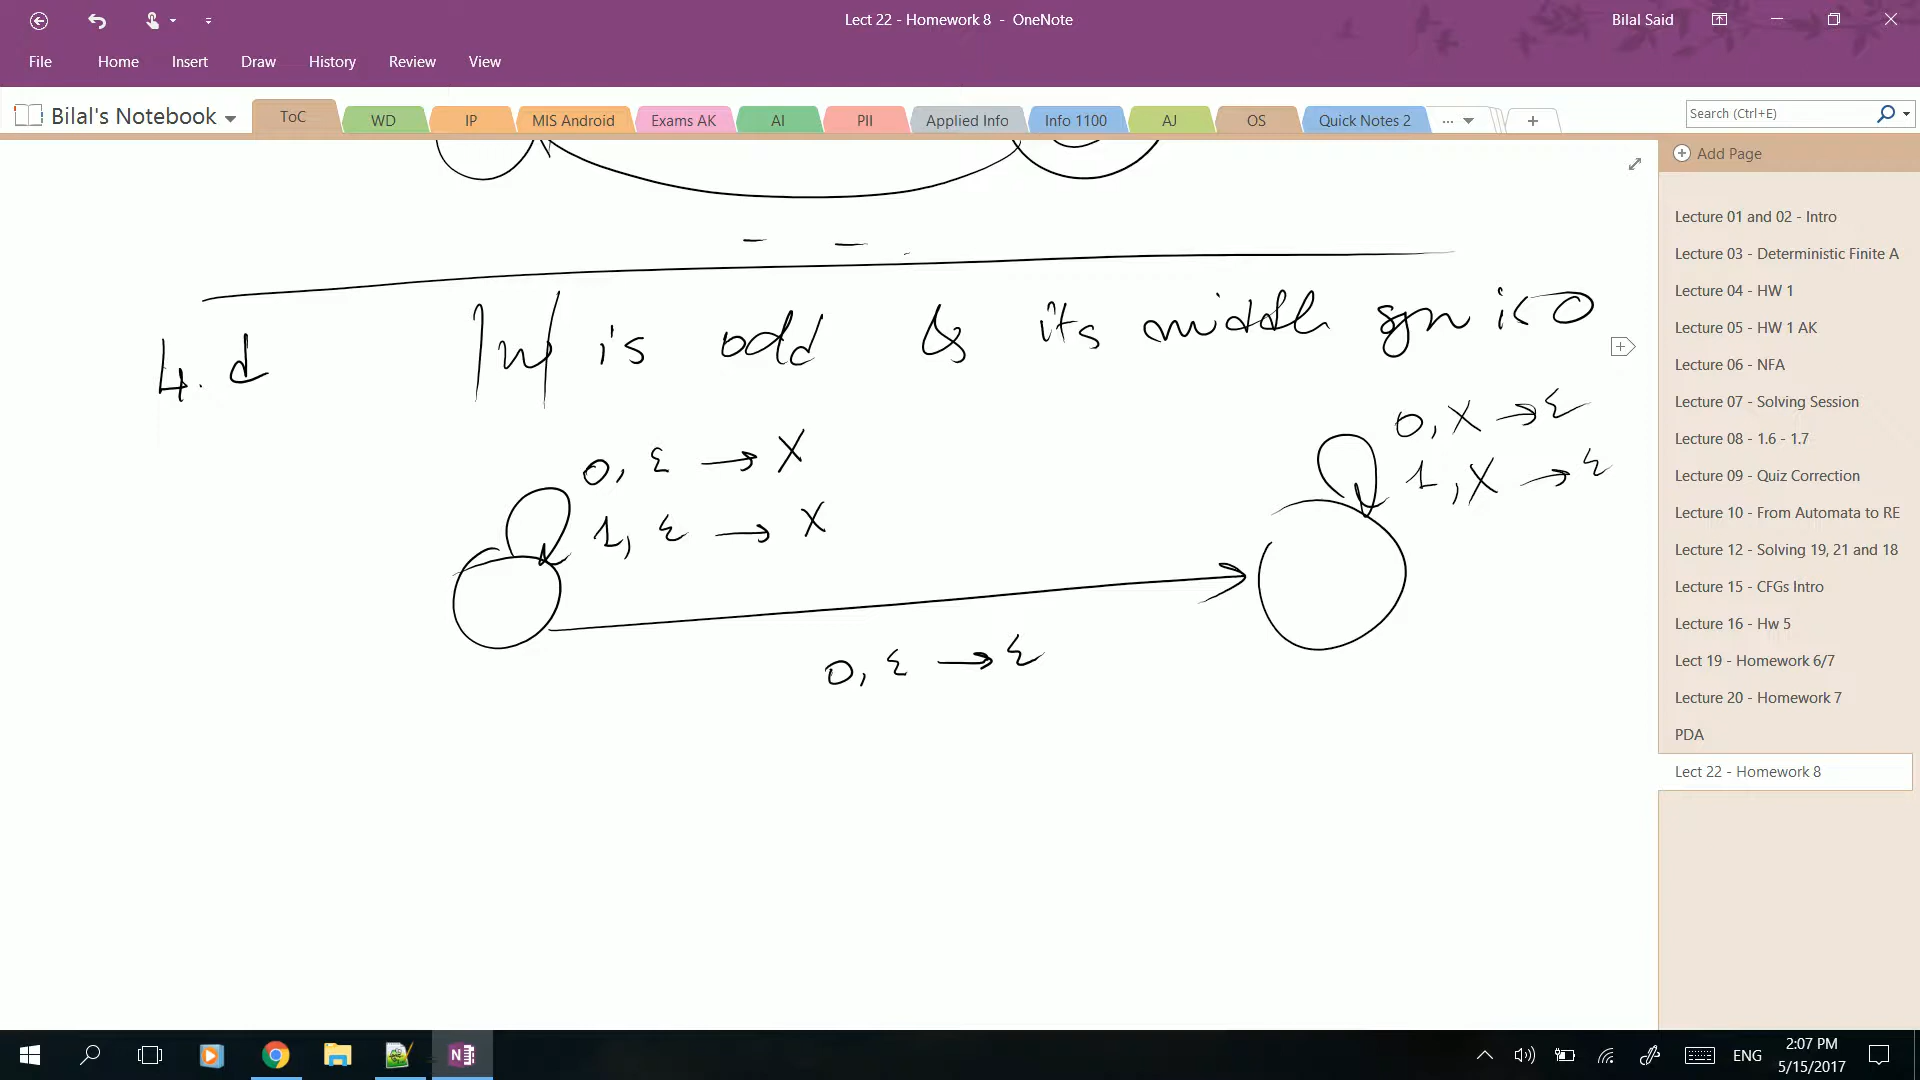 Lect 22 - Homework 8 - OneNote
Bilal Said
File Home Insert Draw History Review View
Bilal's Notebook
ToC WD IP MIS Android Exams AK AI PII Applied Info Info 1100 AJ OS Quick Notes 2 ...
Search (Ctrl+E)
Add Page
Lecture 01 and 02 - Intro
Lecture 03 - Deterministic Finite A
Lecture 04 - HW 1
Lecture 05 - HW 1 AK
Lecture 06 - NFA
Lecture 07 - Solving Session
Lecture 08 - 1.6 - 1.7
Lecture 09 - Quiz Correction
Lecture 10 - From Automata to RE
Lecture 12 - Solving 19, 21 and 18
Lecture 15 - CFGs Intro
Lecture 16 - Hw 5
Lect 19 - Homework 6/7
Lecture 20 - Homework 7
PDA
Lect 22 - Homework 8
4.d |w| is odd & its middle sym is 0
0, ε → X
1, ε → X
0, X → ε
1, X → ε
0, ε → ε
ENG
2:07 PM
5/15/2017